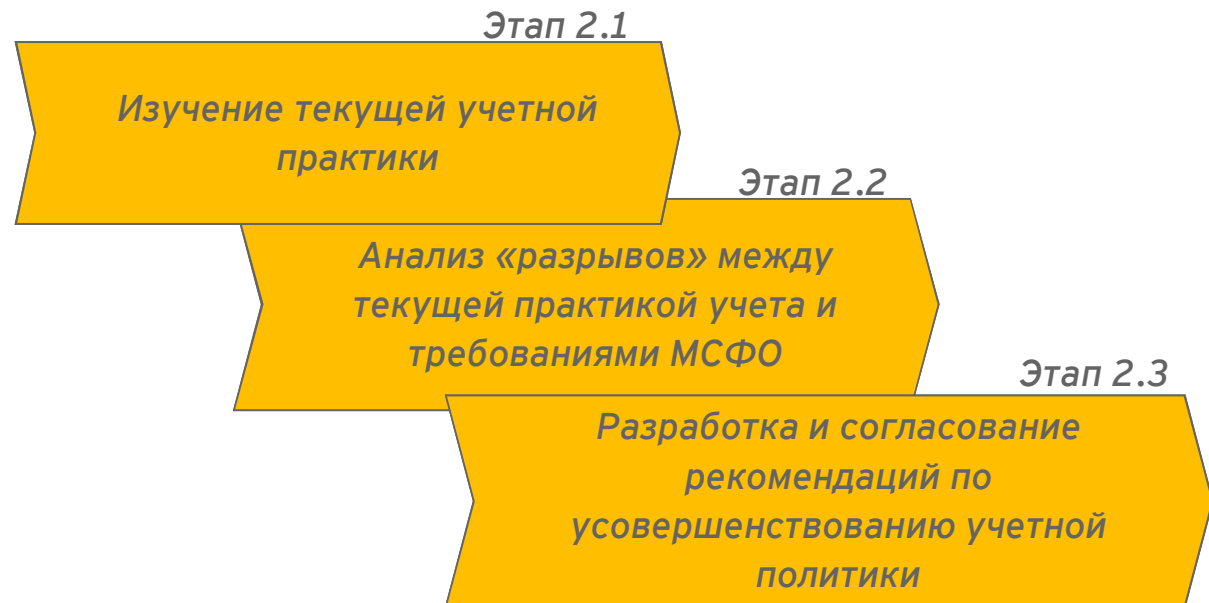 Этап 2.1
Изучение текущей учетной
практики
Этап 2.2
Анализ «разрывов» между
текущей практикой учета и
требованиями МСФО
Этап 2.3
Разработка и согласование
рекомендаций по
усовершенствованию учетной
политики